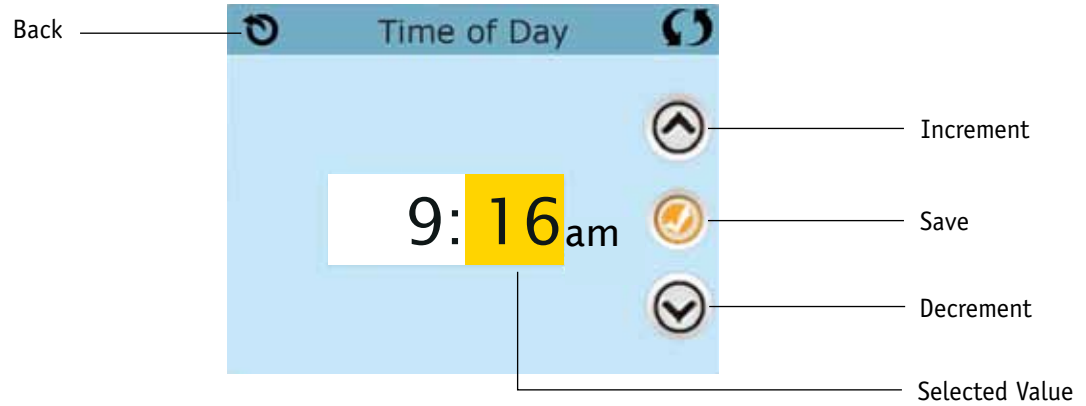 Back
Time of Day
Increment
9:16am
Save
Decrement
Selected Value